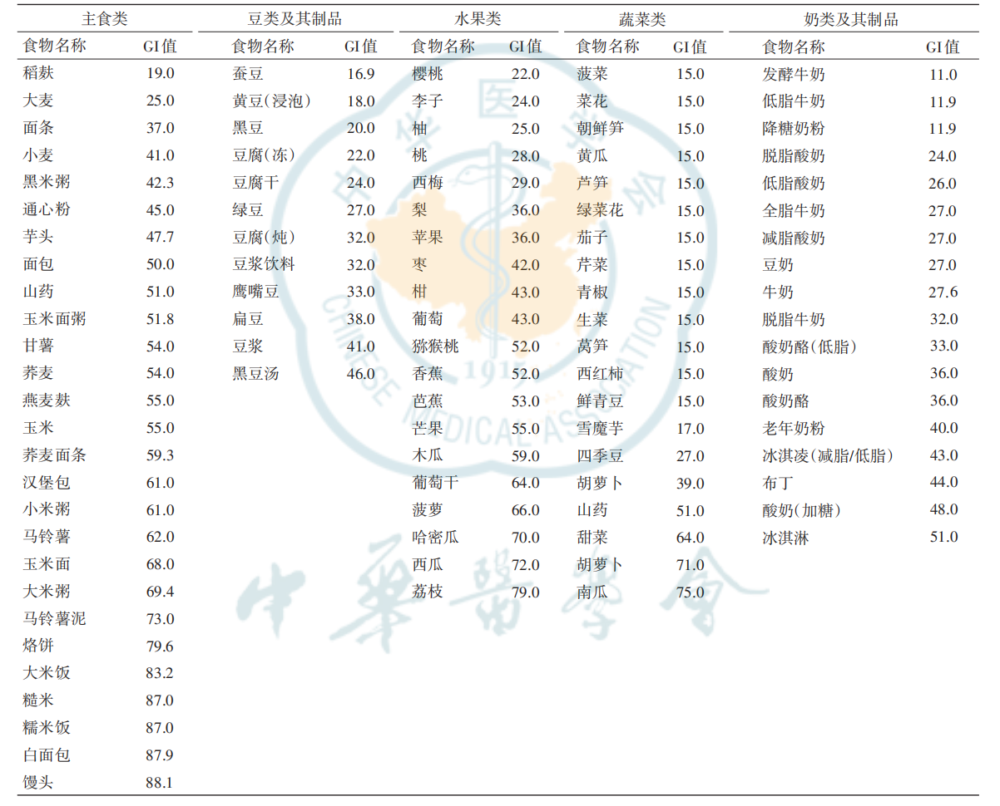 主食类 豆类及其制品 水果类 蔬菜类 奶类及其制品
食物名称 GI值 食物名称 GI值 食物名称 GI值 食物名称 GI值 食物名称 GI值
稻麸 19.0 蚕豆 16.9 樱桃 22.0 菠菜 15.0 发酵牛奶 11.0
大麦 25.0 黄豆(浸泡) 18.0 李子 24.0 菜花 15.0 低脂牛奶 11.9
面条 37.0 黑豆 20.0 柚 25.0 朝鲜笋 15.0 降糖奶粉 11.9
小麦 41.0 豆腐(冻) 22.0 桃 28.0 黄瓜 15.0 脱脂酸奶 24.0
黑米粥 42.3 豆腐干 24.0 西梅 29.0 芦笋 15.0 低脂酸奶 26.0
通心粉 45.0 绿豆 27.0 梨 36.0 绿菜花 15.0 全脂牛奶 27.0
芋头 47.7 豆腐(炖) 32.0 苹果 36.0 茄子 15.0 减脂酸奶 27.0
面包 50.0 豆浆饮料 32.0 枣 42.0 芹菜 15.0 豆奶 27.0
山药 51.0 鹰嘴豆 33.0 柑 43.0 青椒 15.0 牛奶 27.6
玉米面粥 51.8 扁豆 38.0 葡萄 43.0 生菜 15.0 脱脂牛奶 32.0
甘薯 54.0 豆浆 41.0 猕猴桃 52.0 莴笋 15.0 酸奶酪(低脂) 33.0
荞麦 54.0 黑豆汤 46.0 香蕉 52.0 西红柿 15.0 酸奶 36.0
燕麦麸 55.0 芭蕉 53.0 鲜青豆 15.0 酸奶酪 36.0
玉米 55.0 芒果 55.0 雪魔芋 17.0 老年奶粉 40.0
荞麦面条 59.3 木瓜 59.0 四季豆 27.0 冰淇凌(减脂/低脂) 43.0
汉堡包 61.0 葡萄干 64.0 胡萝卜 39.0 布丁 44.0
小米粥 61.0 菠萝 66.0 山药 51.0 酸奶(加糖) 48.0
马铃薯 62.0 哈密瓜 70.0 甜菜 64.0 冰淇淋 51.0
玉米面 68.0 西瓜 72.0 胡萝卜 71.0
大米粥 69.4 荔枝 79.0 南瓜 75.0
马铃薯泥 73.0
烙饼 79.6
大米饭 83.2
糙米 87.0
糯米饭 87.0
白面包 87.9
馒头 88.1
中华医学会
1915
CHINESE MEDICAL ASSOCIATION
中華醫學會